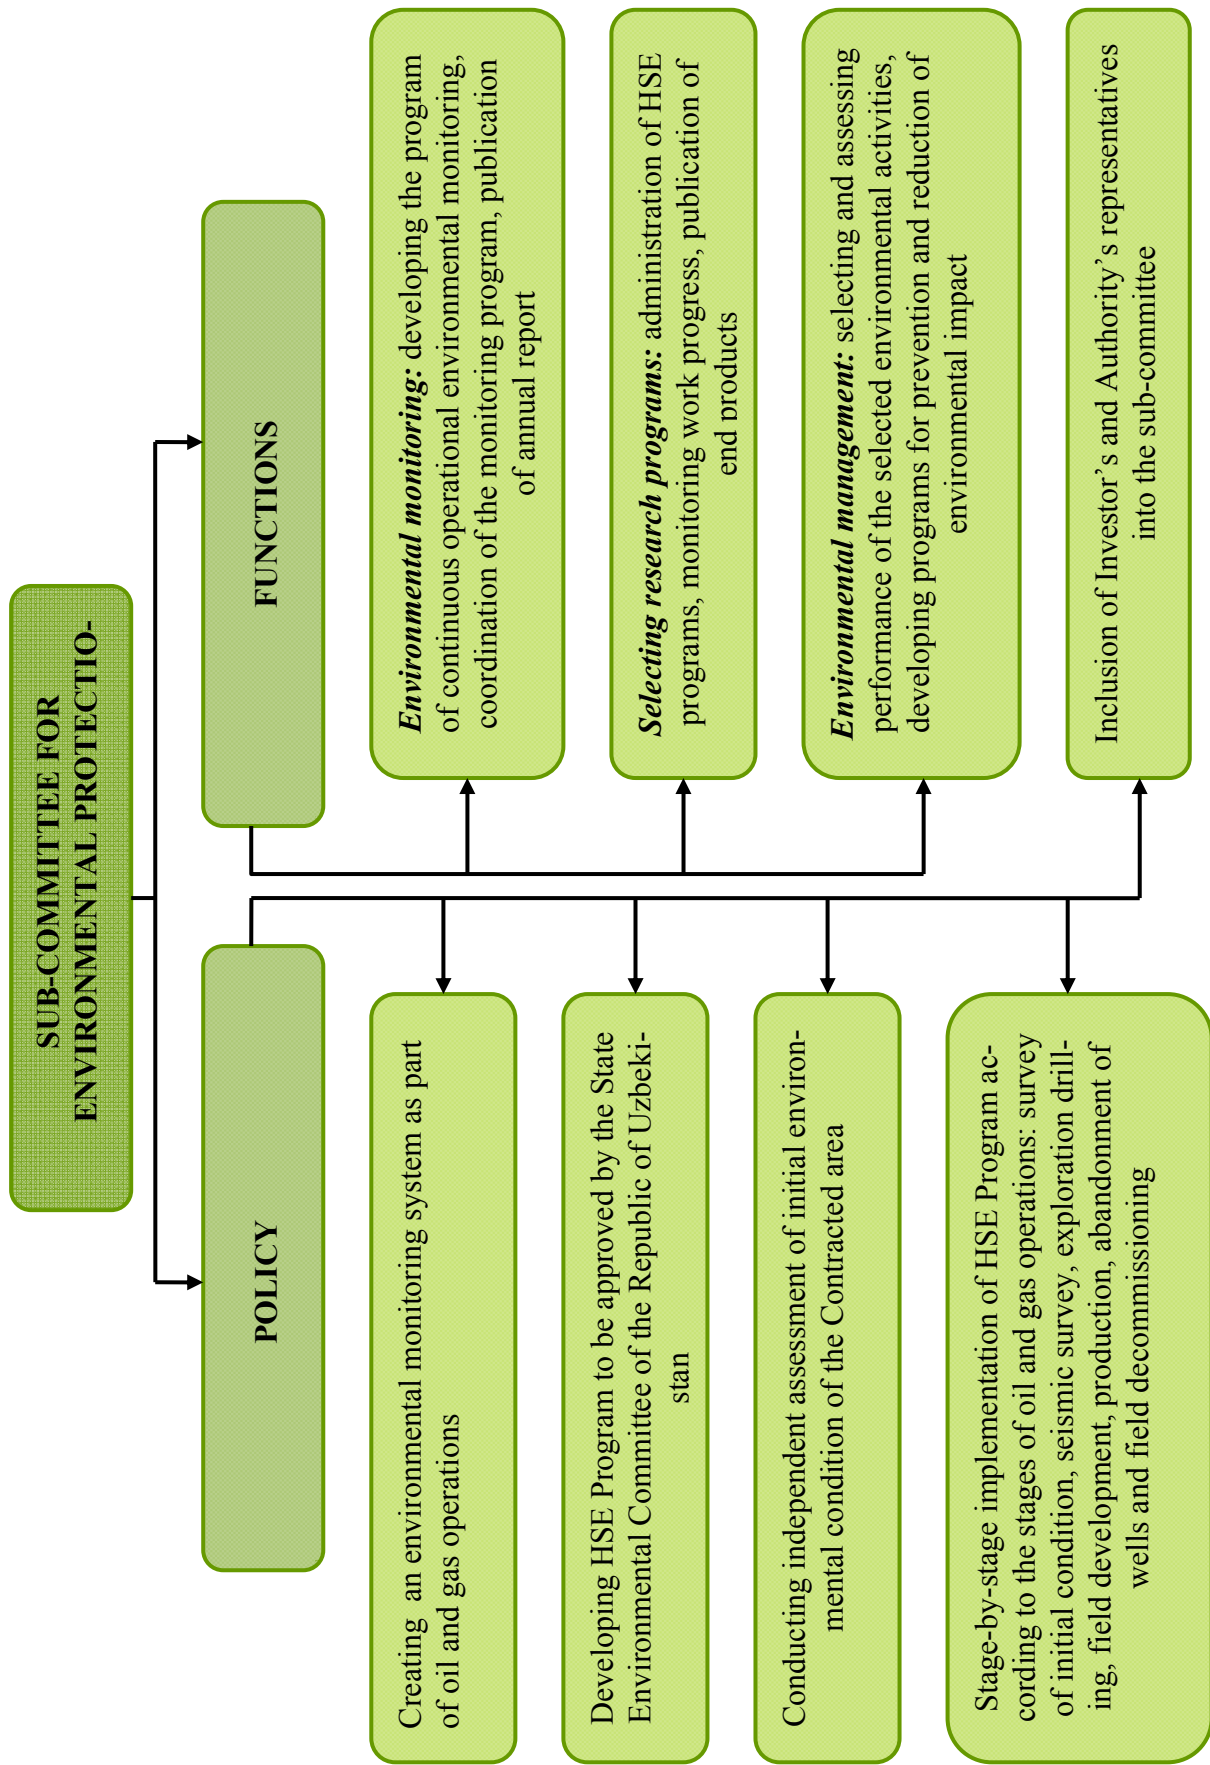 SUB-COMMITTEE FOR
ENVIRONMENTAL PROTECTIO-
POLICY
FUNCTIONS
Creating an environmental monitoring system as part
of oil and gas operations
Developing HSE Program to be approved by the State
Environmental Committee of the Republic of Uzbeki-
stan
Conducting independent assessment of initial environ-
mental condition of the Contracted area
Stage-by-stage implementation of HSE Program ac-
cording to the stages of oil and gas operations: survey
of initial condition, seismic survey, exploration drill-
ing, field development, production, abandonment of
wells and field decommissioning
Environmental monitoring: developing the program
of continuous operational environmental monitoring,
coordination of the monitoring program, publication
of annual report
Selecting research programs: administration of HSE
programs, monitoring work progress, publication of
end products
Environmental management: selecting and assessing
performance of the selected environmental activities,
developing programs for prevention and reduction of
environmental impact
Inclusion of Investor’s and Authority’s representatives
into the sub-committee